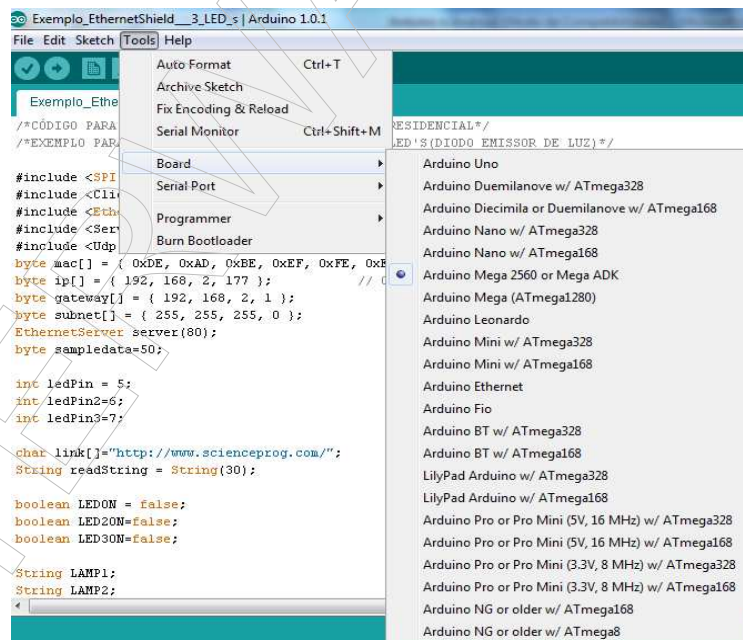 Exemplo_EthernetShield___3_LED_s | Arduino 1.0.1
File Edit Sketch Tools Help
Auto Format Ctrl+T
Archive Sketch
Fix Encoding & Reload
Serial Monitor Ctrl+Shift+M
Board
Serial Port
Programmer
Burn Bootloader
Exemplo_Ethe
/*CÓDIGO PARA RESIDENCIAL*/
/*EXEMPLO PARA LED'S(DIODO EMISSOR DE LUZ)*/
#include <SPI
#include <Clie
#include <Ethe
#include <Serv
#include <Udp
byte mac[] = { 0xDE, 0xAD, 0xBE, 0xEF, 0xFE, 0xE
byte ip[] = { 192, 168, 2, 177 }; //
byte gateway[] = { 192, 168, 2, 1 };
byte subnet[] = { 255, 255, 255, 0 };
EthernetServer server(80);
byte sampledata=50;
int ledPin = 5;
int ledPin2=6;
int ledPin3=7;
char link[]="http://www.scienceprog.com/";
String readString = String(30);
boolean LEDON = false;
boolean LED2ON=false;
boolean LED3ON=false;
String LAMP1;
String LAMP2;
Arduino Uno
Arduino Duemilanove w/ ATmega328
Arduino Diecimila or Duemilanove w/ ATmega168
Arduino Nano w/ ATmega328
Arduino Nano w/ ATmega168
Arduino Mega 2560 or Mega ADK
Arduino Mega (ATmega1280)
Arduino Leonardo
Arduino Mini w/ ATmega328
Arduino Mini w/ ATmega168
Arduino Ethernet
Arduino Fio
Arduino BT w/ ATmega328
Arduino BT w/ ATmega168
LilyPad Arduino w/ ATmega328
LilyPad Arduino w/ ATmega168
Arduino Pro or Pro Mini (5V, 16 MHz) w/ ATmega328
Arduino Pro or Pro Mini (5V, 16 MHz) w/ ATmega168
Arduino Pro or Pro Mini (3.3V, 8 MHz) w/ ATmega328
Arduino Pro or Pro Mini (3.3V, 8 MHz) w/ ATmega168
Arduino NG or older w/ ATmega168
Arduino NG or older w/ ATmega8